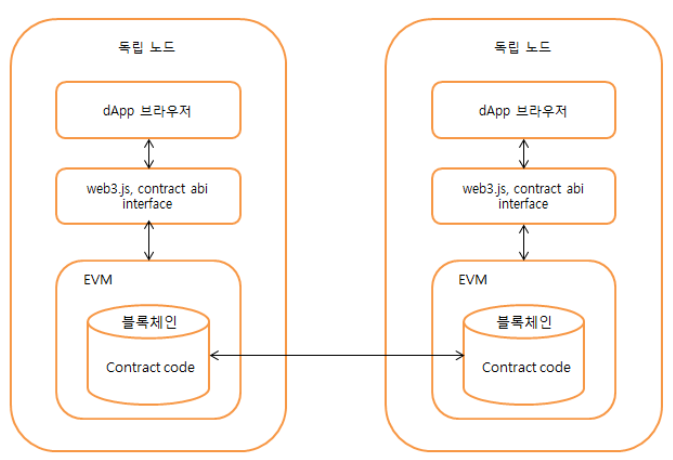 독립 노드
dApp 브라우저
web3.js, contract abi
interface
EVM
블록체인
Contract code
독립 노드
dApp 브라우저
web3.js, contract abi
interface
EVM
블록체인
Contract code